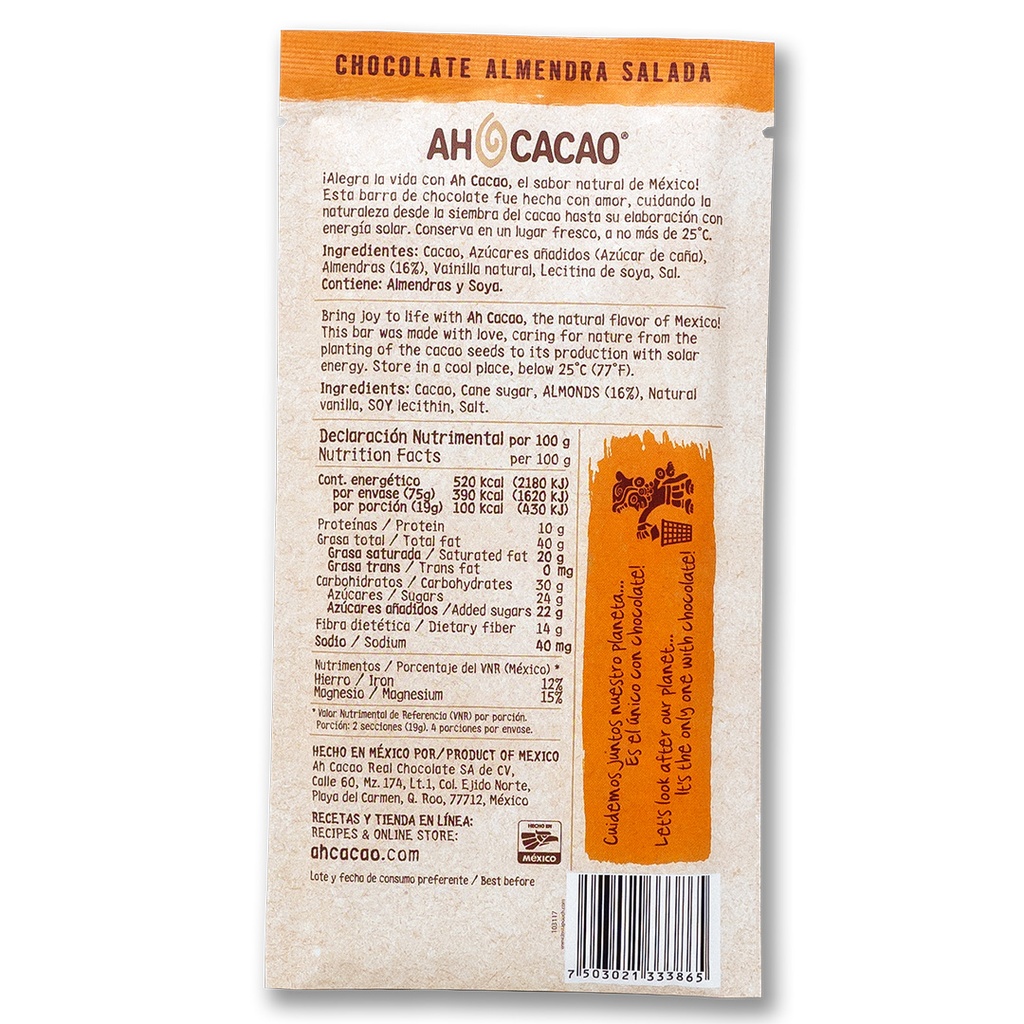 CHOCOLATE ALMENDRA SALADA
AH CACAO®
¡Alegra la vida con Ah Cacao, el sabor natural de México!
Esta barra de chocolate fue hecha con amor, cuidando la
naturaleza desde la siembra del cacao hasta su elaboración con
energía solar. Conserva en un lugar fresco, a no más de 25°C.
Ingredientes: Cacao, Azúcares añadidos (Azúcar de caña),
Almendras (16%), Vainilla natural, Lecitina de soya, Sal.
Contiene: Almendras y Soya.
Bring joy to life with Ah Cacao, the natural flavor of Mexico!
This bar was made with love, caring for nature from the
planting of the cacao seeds to its production with solar
energy. Store in a cool place, below 25°C (77°F).
Ingredients: Cacao, Cane sugar, ALMONDS (16%), Natural
vanilla, SOY lecithin, Salt.
Declaración Nutrimental por 100 g
Nutrition Facts per 100 g
Cont. energético 520 kcal (2180 kJ)
por envase (75g) 390 kcal (1620 kJ)
por porción (19g) 100 kcal (430 kJ)
Proteínas / Protein 10 g
Grasa total / Total fat 40 g
Grasa saturada / Saturated fat 20 g
Grasa trans / Trans fat 0 mg
Carbohidratos / Carbohydrates 30 g
Azúcares / Sugars 24 g
Azúcares añadidos /Added sugars 22 g
Fibra dietética / Dietary fiber 14 g
Sodio / Sodium 40 mg
Nutrimentos / Porcentaje del VNR (México) *
Hierro / Iron 12%
Magnesio / Magnesium 15%
* Valor Nutrimental de Referencia (VNR) por porción.
Porción: 2 secciones (19g). 4 porciones por envase.
HECHO EN MÉXICO POR/PRODUCT OF MEXICO
Ah Cacao Real Chocolate SA de CV,
Calle 60, Mz. 174, Lt.1, Col. Ejido Norte,
Playa del Carmen, Q. Roo, 77712, México
RECETAS Y TIENDA EN LÍNEA:
RECIPES & ONLINE STORE:
ahcacao.com
HECHO EN
MÉXICO
Lote y fecha de consumo preferente / Best before
Cuidemos juntos nuestro planeta...
Es el único con chocolate!
Let's look after our planet...
It's the only one with chocolate!
103117
7 503021 333865